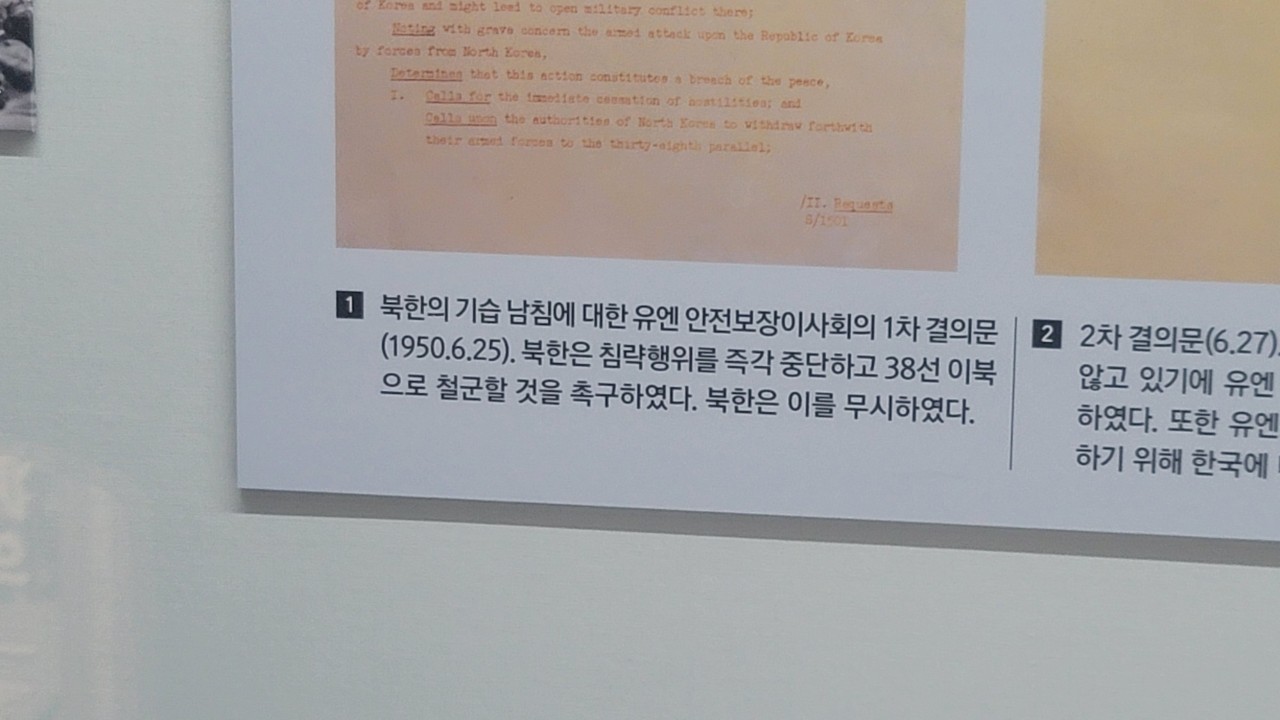 of Korea and might lead to open military conflict there;
Noting with grave concern the armed attack upon the Republic of Korea
by forces from North Korea,
Determines that this action constitutes a breach of the peace,
I. Calls for the immediate cessation of hostilities; and
Calls upon the authorities of North Korea to withdraw forthwith
their armed forces to the thirty-eighth parallel;
/II. Requests
S/1501
1 북한의 기습 남침에 대한 유엔 안전보장이사회의 1차 결의문
(1950.6.25). 북한은 침략행위를 즉각 중단하고 38선 이북
으로 철군할 것을 촉구하였다. 북한은 이를 무시하였다.
2 2차 결의문(6.27).
않고 있기에 유엔
하였다. 또한 유엔
하기 위해 한국에